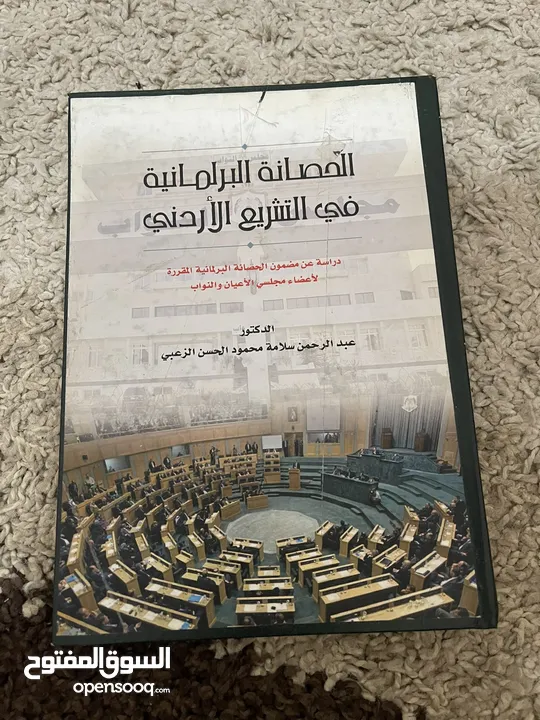 الحصانة البرلمانية
في التشريع الأردني
دراسة عن مضمون الحصانة البرلمانية المقررة
لأعضاء مجلسي الأعيان والنواب
الدكتور
عبد الرحمن سلامة محمود الحسن الزعبي
السوق المفتوح
opensooq.com